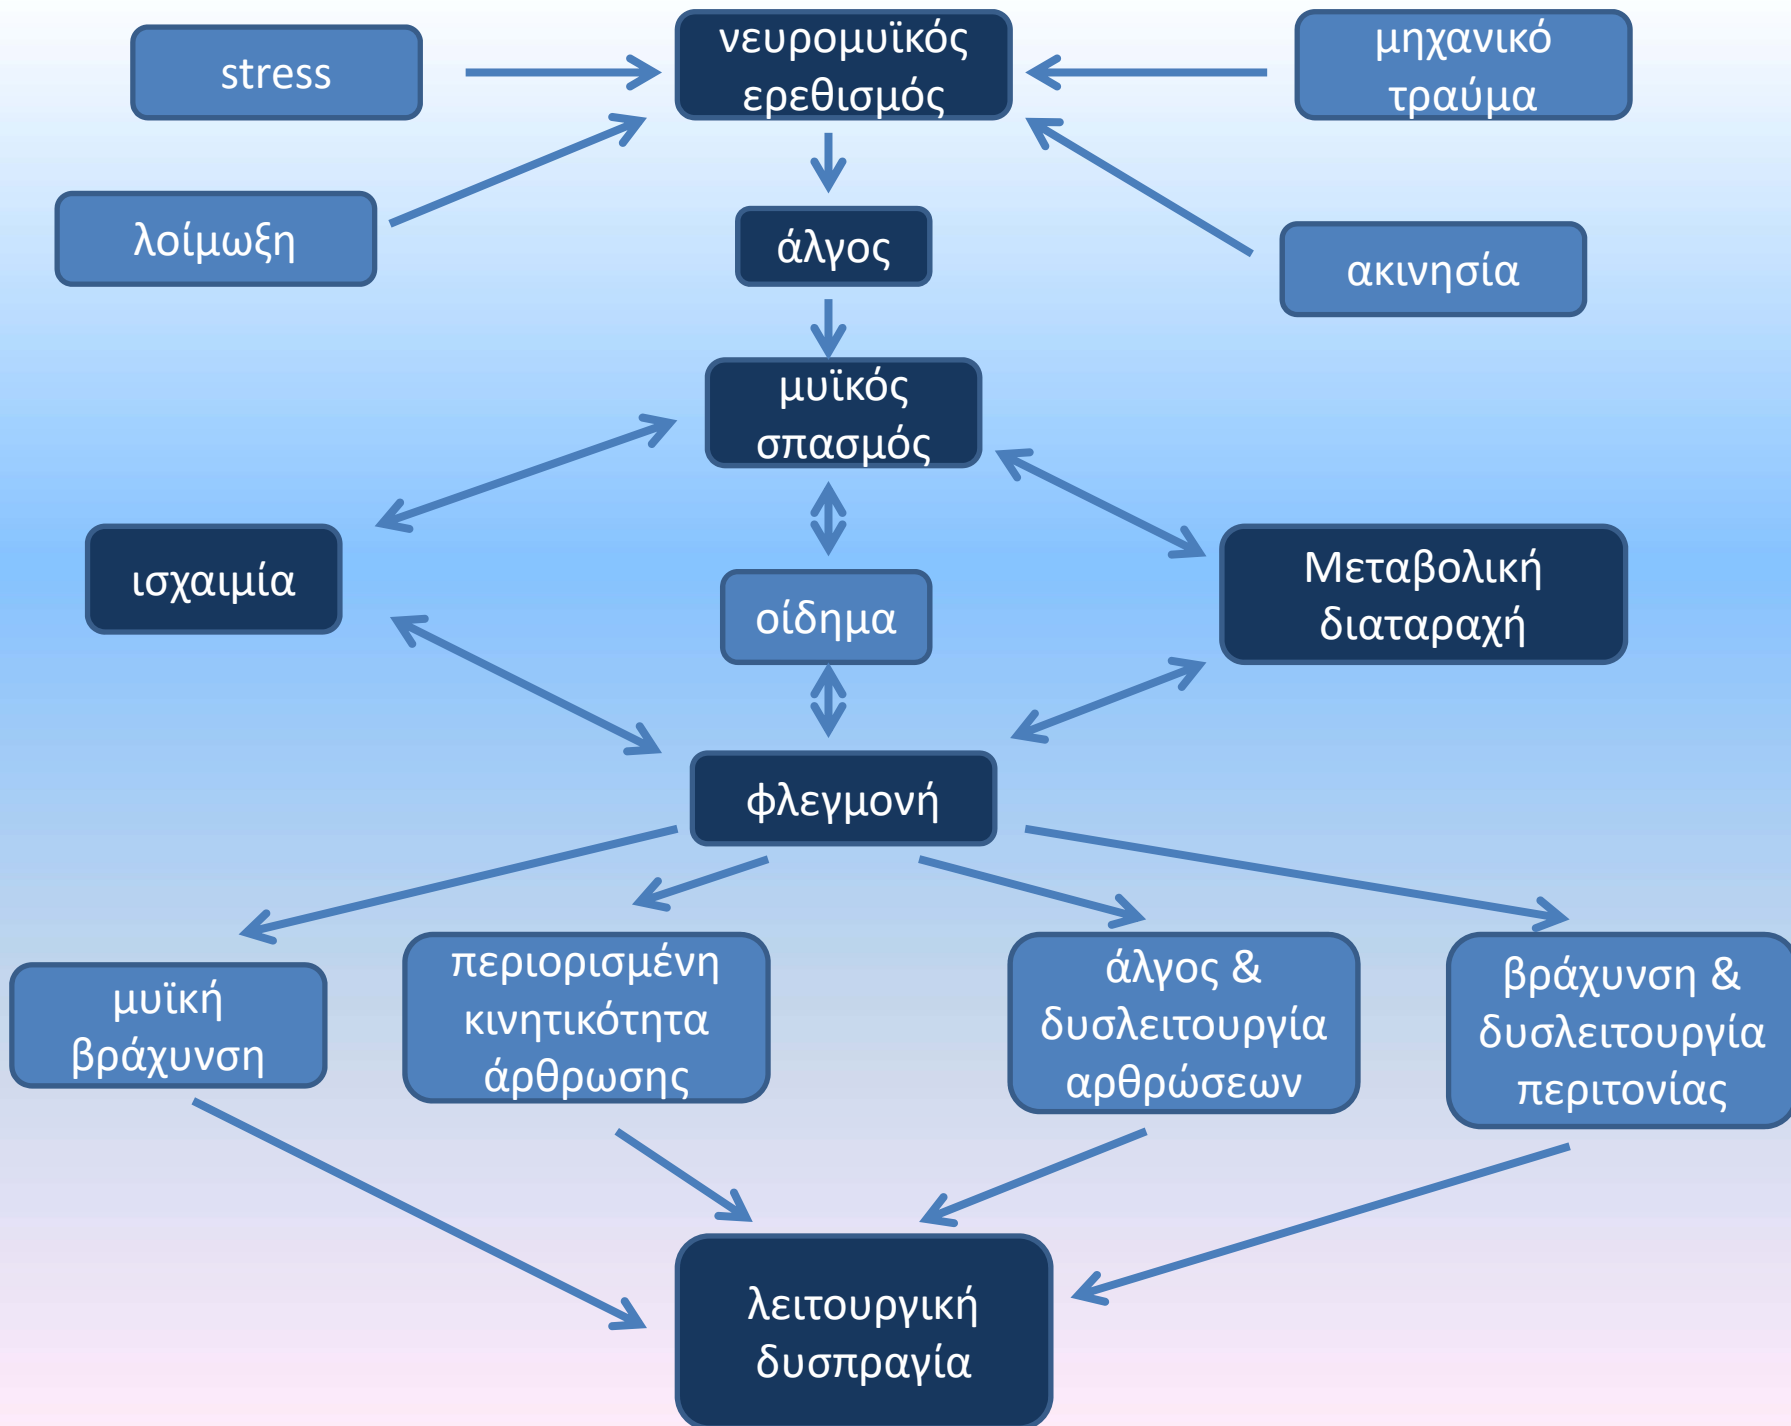 stress
νευρομυϊκός
ερεθισμός
μηχανικό
τραύμα
λοίμωξη
άλγος
ακινησία
μυϊκός
σπασμός
ισχαιμία
οίδημα
Μεταβολική
διαταραχή
φλεγμονή
μυϊκή
βράχυνση
περιορισμένη
κινητικότητα
άρθρωσης
άλγος &
δυσλειτουργία
αρθρώσεων
βράχυνση &
δυσλειτουργία
περιτονίας
λειτουργική
δυσπραγία